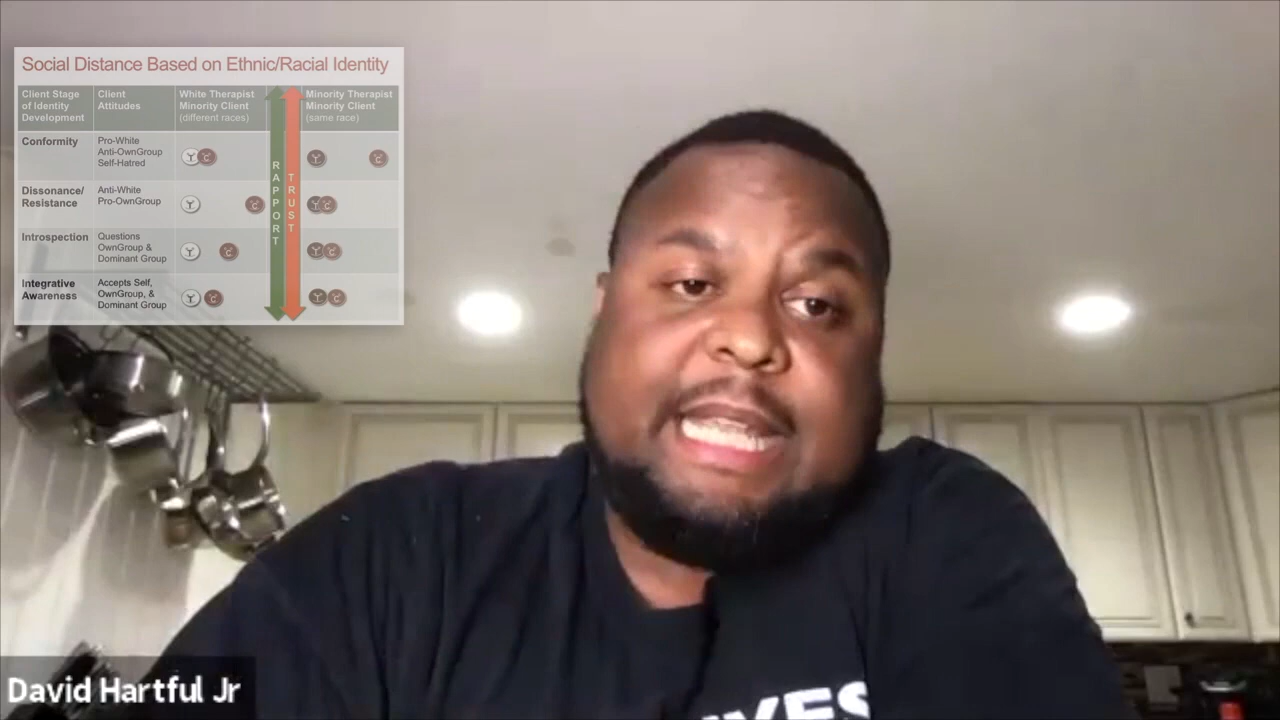 Social Distance Based on Ethnic/Racial Identity
Client Stage
of Identity
Development
Client
Attitudes
White Therapist
Minority Client
(different races)
Minority Therapist
Minority Client
(same race)
Conformity
Pro-White
Anti-OwnGroup
Self-Hatred
Dissonance/
Resistance
Anti-White
Pro-OwnGroup
Introspection
Questions
OwnGroup &
Dominant Group
Integrative
Awareness
Accepts Self,
OwnGroup, &
Dominant Group
RAPPORT
TRUST
David Hartful Jr